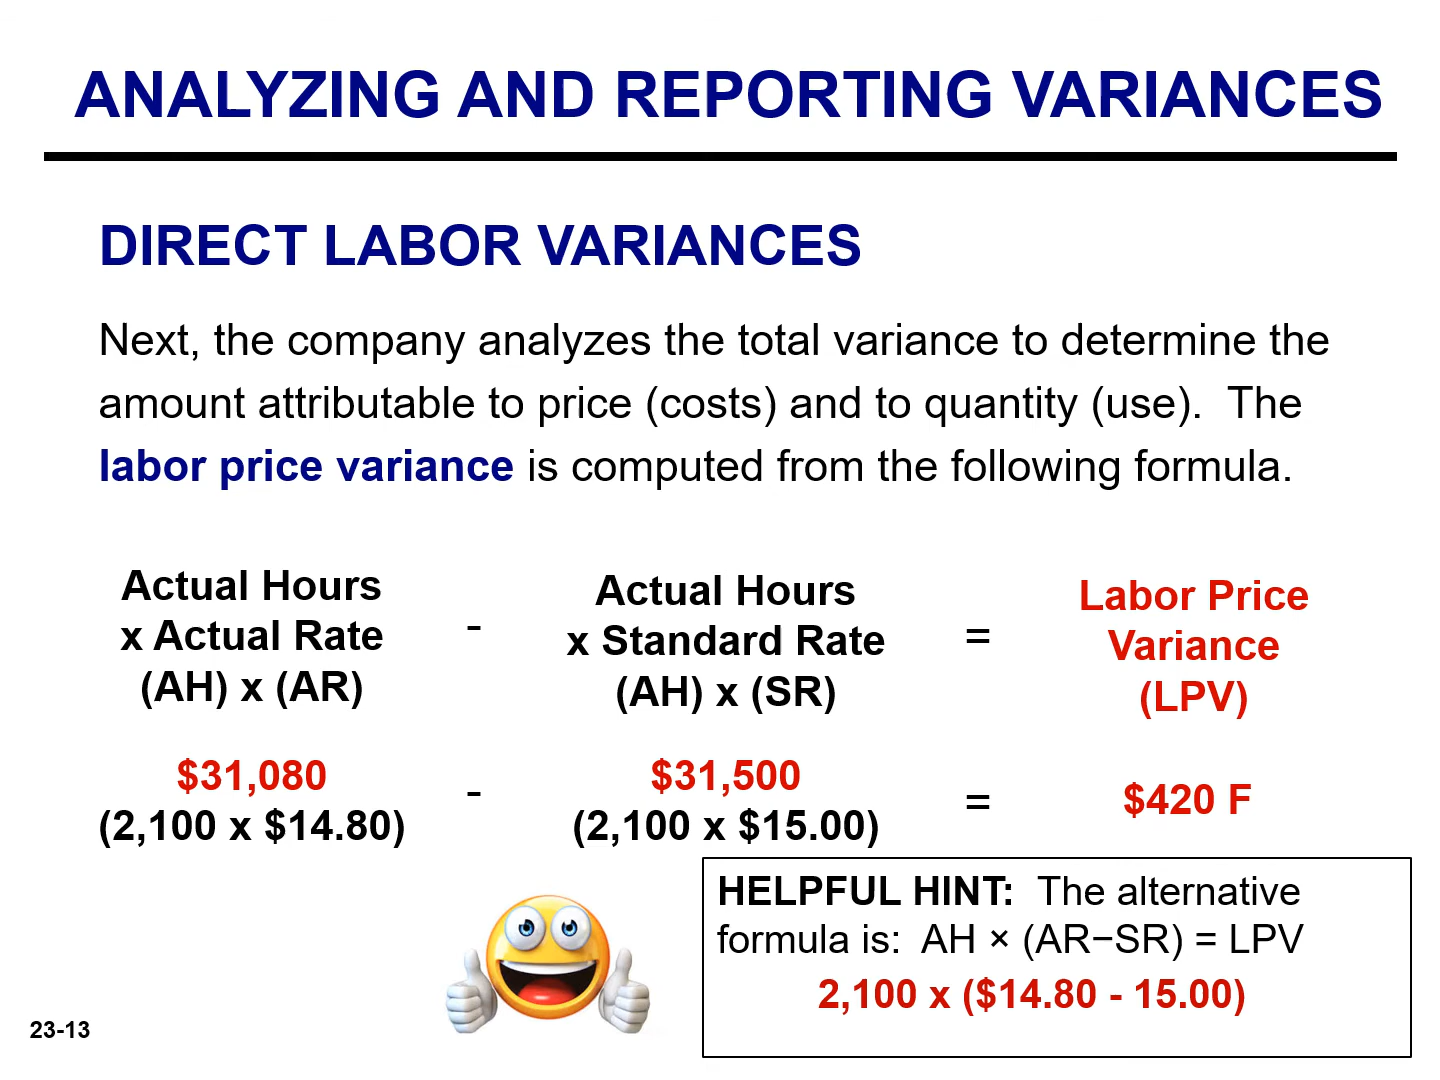 ANALYZING AND REPORTING VARIANCES
DIRECT LABOR VARIANCES
Next, the company analyzes the total variance to determine the
amount attributable to price (costs) and to quantity (use).  The
labor price variance is computed from the following formula.
Actual Hours
x Actual Rate
(AH) x (AR)
-
Actual Hours
x Standard Rate
(AH) x (SR)
=
Labor Price
Variance
(LPV)
$31,080
(2,100 x $14.80)
-
$31,500
(2,100 x $15.00)
=
$420 F
HELPFUL HINT:  The alternative
formula is:  AH × (AR−SR) = LPV
2,100 x ($14.80 - 15.00)
23-13